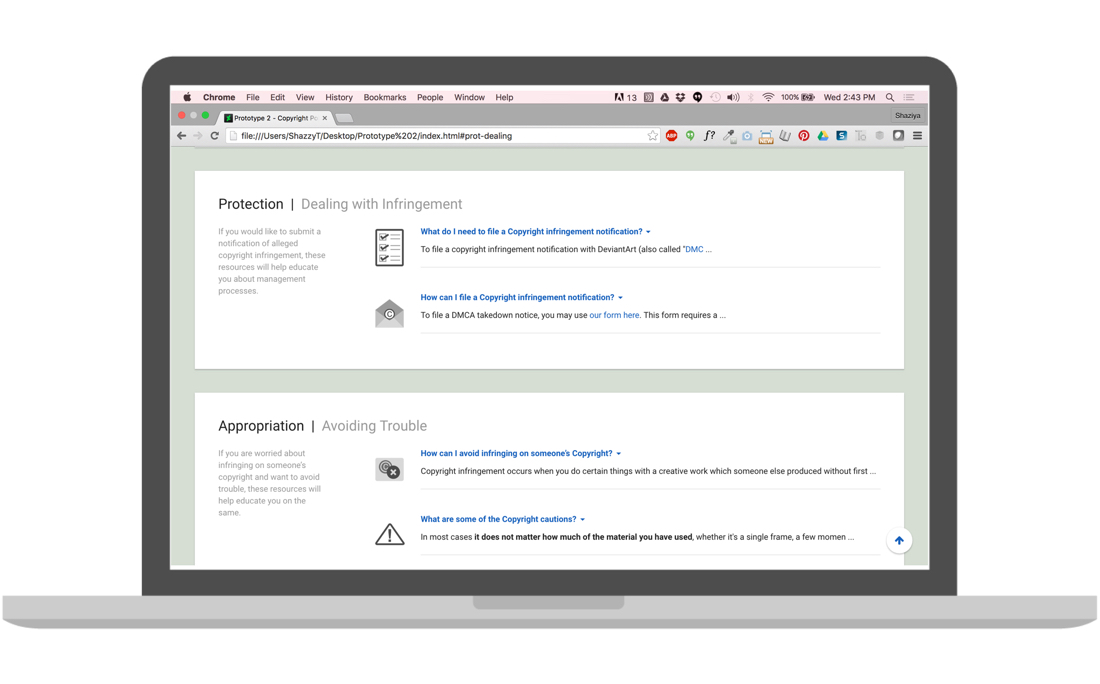 Chrome File Edit View History Bookmarks People Window Help 13 100% Wed 2:43 PM
Prototype 2 - Copyright Po
Shaziya
file:///Users/ShazzyT/Desktop/Prototype%202/index.html#prot-dealing ABP f? NEW S
Protection | Dealing with Infringement
If you would like to submit a
notification of alleged
copyright infringement, these
resources will help educate
you about management
processes.
What do I need to file a Copyright infringement notification?
To file a copyright infringement notification with DeviantArt (also called "DMC ...
How can I file a Copyright infringement notification?
©
To file a DMCA takedown notice, you may use our form here. This form requires a ...
Appropriation | Avoiding Trouble
If you are worried about
infringing on someone's
copyright and want to avoid
trouble, these resources will
help educate you on the
same.
How can I avoid infringing on someone's Copyright?
©
Copyright infringement occurs when you do certain things with a creative work which someone else produced without first ...
What are some of the Copyright cautions?
In most cases it does not matter how much of the material you have used, whether it's a single frame, a few momen ...